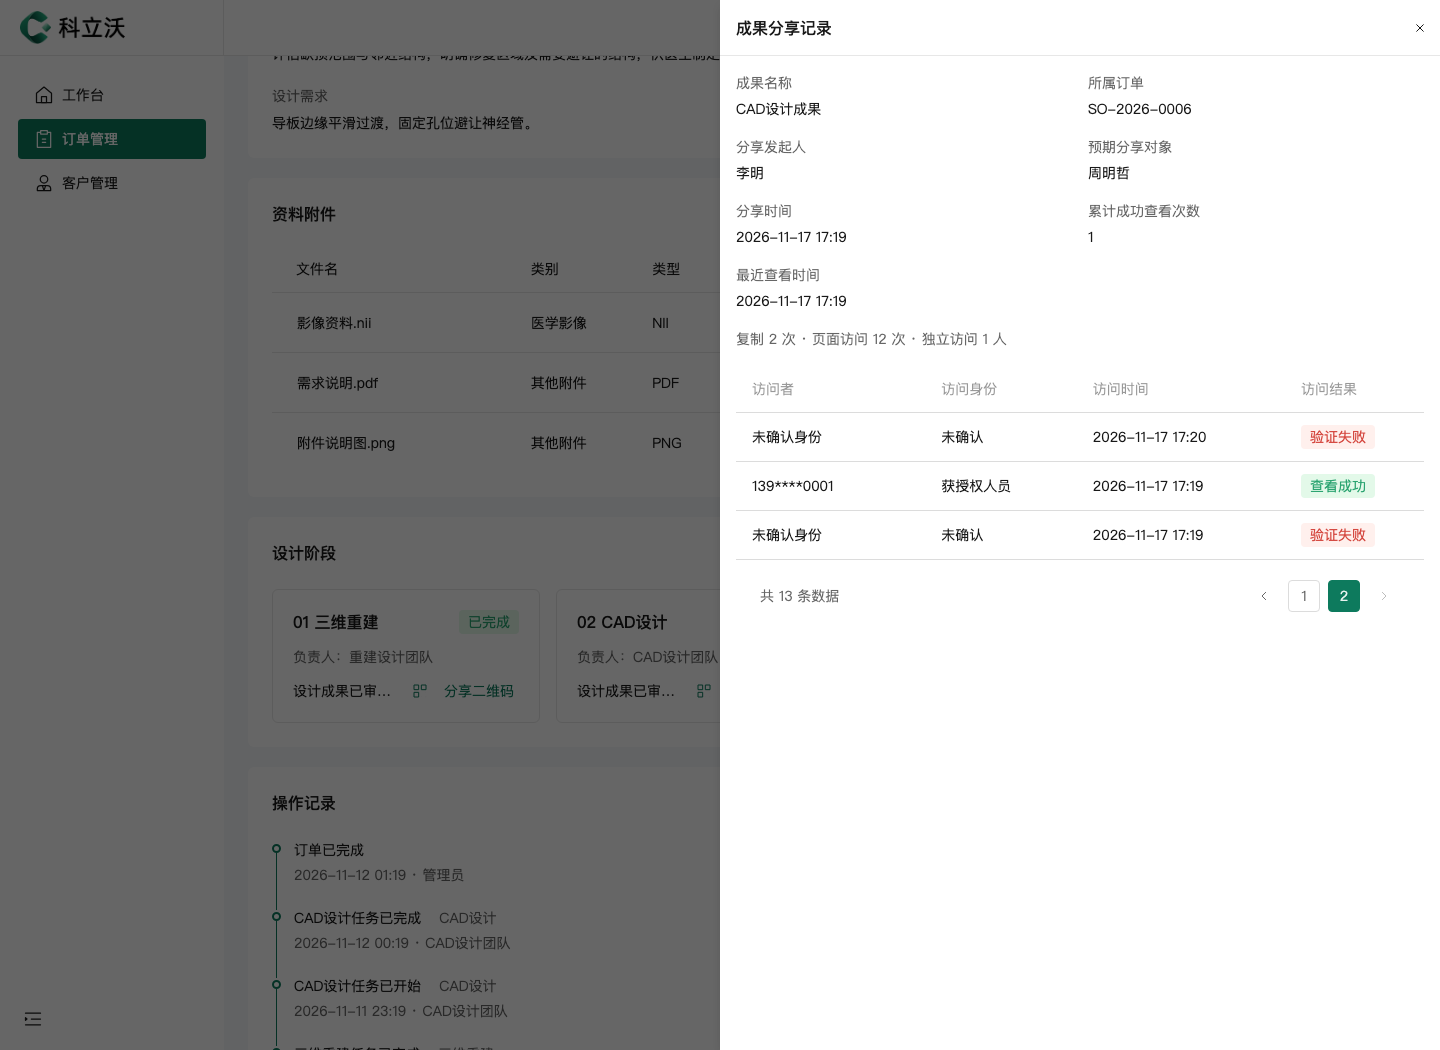 科立沃
工作台
订单管理
客户管理
设计需求
导板边缘平滑过渡，固定孔位避让神经管。
资料附件
文件名 类别 类型
影像资料.nii 医学影像 NII
需求说明.pdf 其他附件 PDF
附件说明图.png 其他附件 PNG
设计阶段
01 三维重建 已完成
负责人：重建设计团队
设计成果已审... 分享二维码
02 CAD设计
负责人：CAD设计团队
设计成果已审...
操作记录
订单已完成
2026-11-12 01:19 · 管理员
CAD设计任务已完成 CAD设计
2026-11-12 00:19 · CAD设计团队
CAD设计任务已开始 CAD设计
2026-11-11 23:19 · CAD设计团队
成果分享记录
成果名称
CAD设计成果
所属订单
SO-2026-0006
分享发起人
李明
预期分享对象
周明哲
分享时间
2026-11-17 17:19
累计成功查看次数
1
最近查看时间
2026-11-17 17:19
复制 2 次 · 页面访问 12 次 · 独立访问 1 人
访问者 访问身份 访问时间 访问结果
未确认身份 未确认 2026-11-17 17:20 验证失败
139****0001 获授权人员 2026-11-17 17:19 查看成功
未确认身份 未确认 2026-11-17 17:19 验证失败
共 13 条数据
1 2